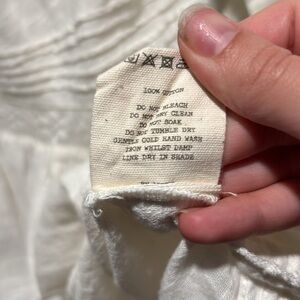 100% COTTON
DO NOT BLEACH
DO NOT DRY CLEAN
DO NOT SOAK
DO NOT TUMBLE DRY
GENTLE COLD HAND WASH
IRON WHILST DAMP
LINE DRY IN SHADE